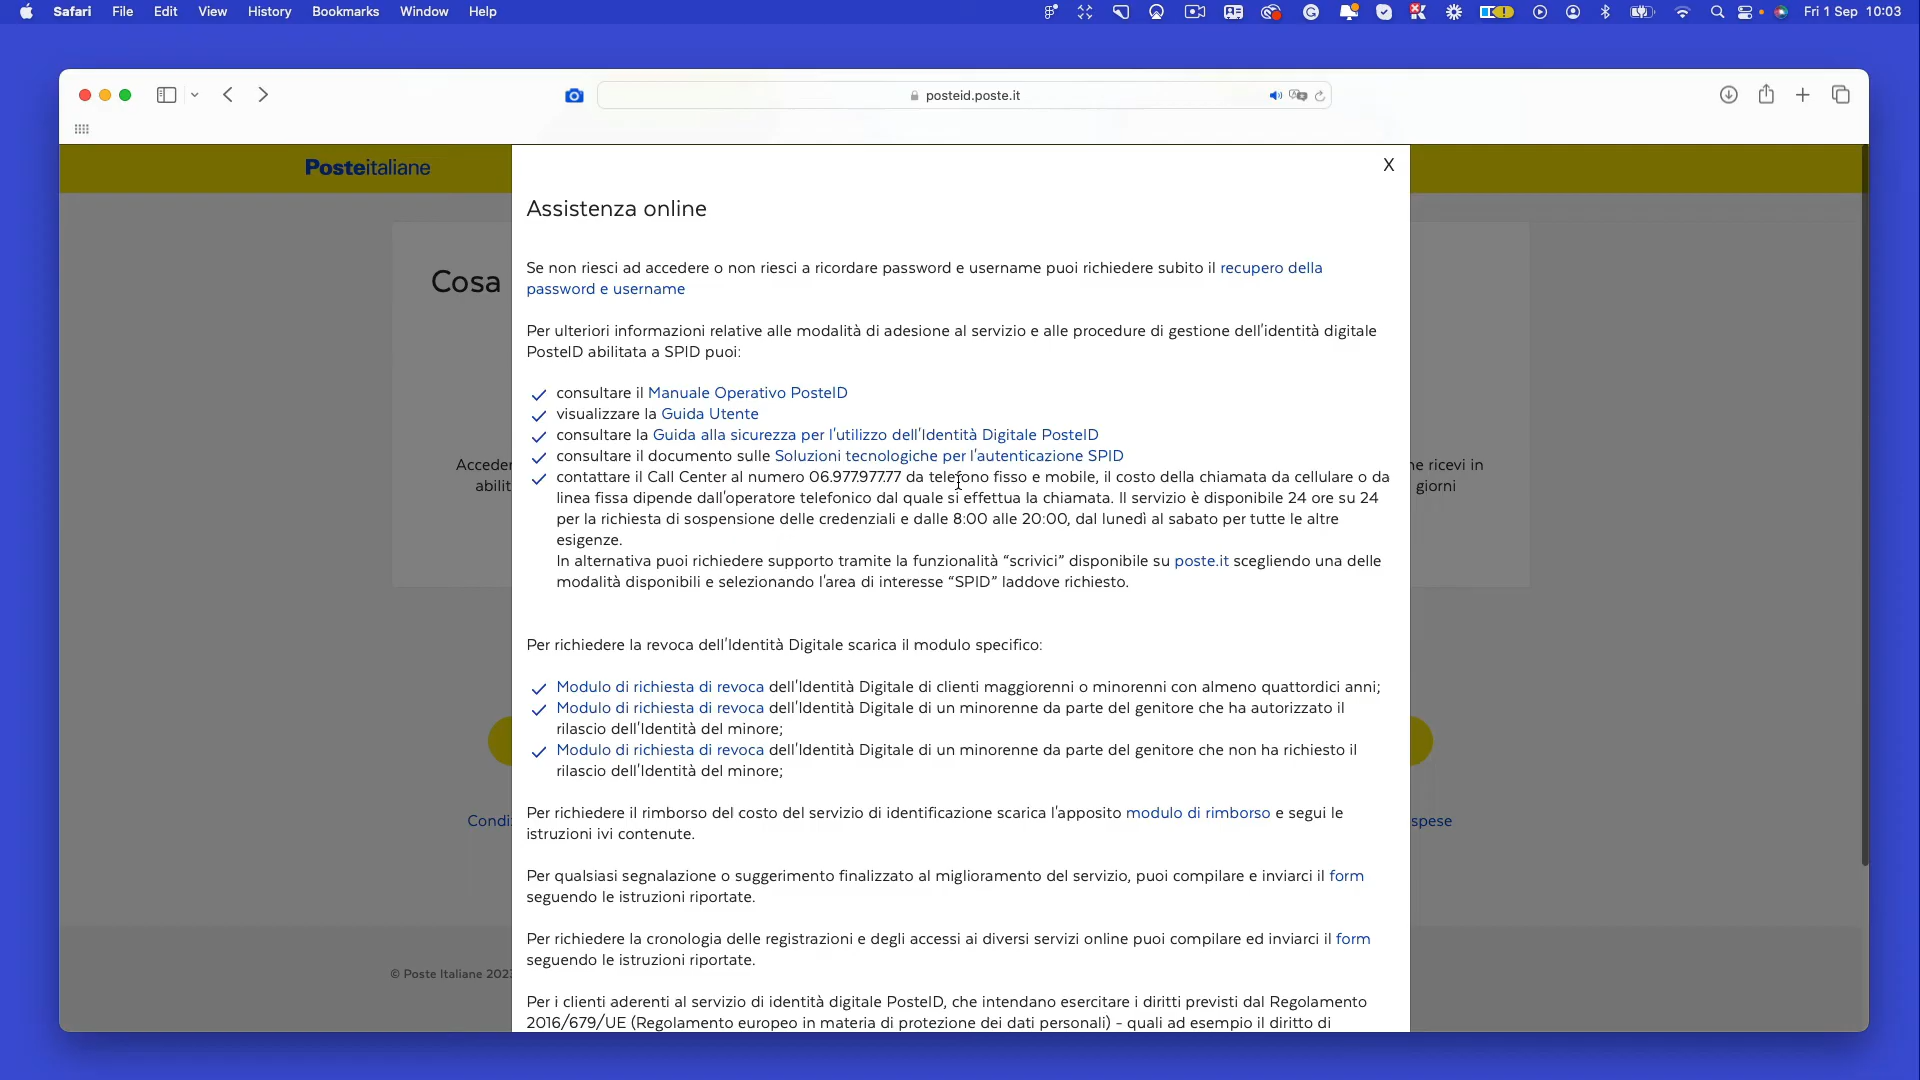 Safari File Edit View History Bookmarks Window Help
Fri 1 Sep 10:03
posteid.poste.it
Posteitaliane
X
Assistenza online
Cosa
Se non riesci ad accedere o non riesci a ricordare password e username puoi richiedere subito il recupero della
password e username
Per ulteriori informazioni relative alle modalità di adesione al servizio e alle procedure di gestione dell'identità digitale
PosteID abilitata a SPID puoi:
consultare il Manuale Operativo PosteID
visualizzare la Guida Utente
consultare la Guida alla sicurezza per l'utilizzo dell'Identità Digitale PosteID
consultare il documento sulle Soluzioni tecnologiche per l'autenticazione SPID
contattare il Call Center al numero 06.977.977.77 da telefono fisso e mobile, il costo della chiamata da cellulare o da
linea fissa dipende dall'operatore telefonico dal quale si effettua la chiamata. Il servizio è disponibile 24 ore su 24
per la richiesta di sospensione delle credenziali e dalle 8:00 alle 20:00, dal lunedì al sabato per tutte le altre
esigenze.
In alternativa puoi richiedere supporto tramite la funzionalità “scrivici” disponibile su poste.it scegliendo una delle
modalità disponibili e selezionando l'area di interesse “SPID” laddove richiesto.
ricevi in
giorni
Per richiedere la revoca dell'Identità Digitale scarica il modulo specifico:
Modulo di richiesta di revoca dell'Identità Digitale di clienti maggiorenni o minorenni con almeno quattordici anni;
Modulo di richiesta di revoca dell'Identità Digitale di un minorenne da parte del genitore che ha autorizzato il
rilascio dell'Identità del minore;
Modulo di richiesta di revoca dell'Identità Digitale di un minorenne da parte del genitore che non ha richiesto il
rilascio dell'Identità del minore;
Per richiedere il rimborso del costo del servizio di identificazione scarica l'apposito modulo di rimborso e segui le
istruzioni ivi contenute.
spese
Per qualsiasi segnalazione o suggerimento finalizzato al miglioramento del servizio, puoi compilare e inviarci il form
seguendo le istruzioni riportate.
Per richiedere la cronologia delle registrazioni e degli accessi ai diversi servizi online puoi compilare ed inviarci il form
seguendo le istruzioni riportate.
© Poste Italiane 2023
Per i clienti aderenti al servizio di identità digitale PosteID, che intendano esercitare i diritti previsti dal Regolamento
2016/679/UE (Regolamento europeo in materia di protezione dei dati personali) - quali ad esempio il diritto di